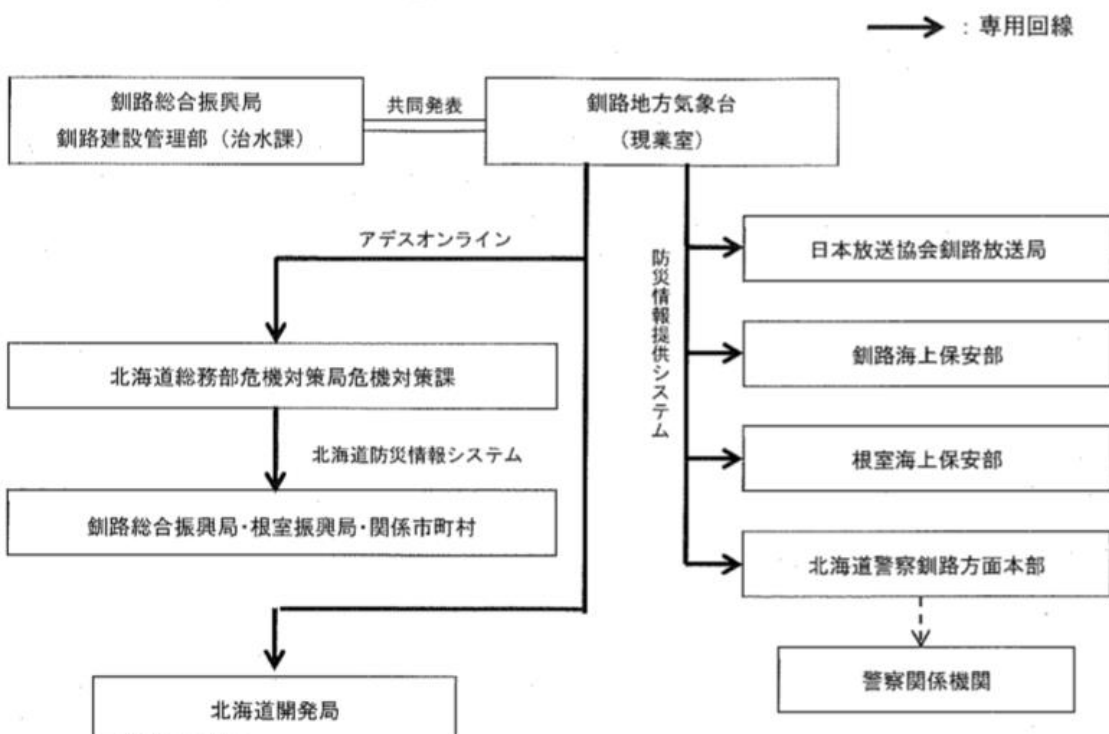 ：専用回線
釧路総合振興局
釧路建設管理部（治水課）
共同発表
釧路地方気象台
（現業室）
アデスオンライン
防災情報提供システム
日本放送協会釧路放送局
釧路海上保安部
北海道総務部危機対策局危機対策課
根室海上保安部
北海道防災情報システム
釧路総合振興局・根室振興局・関係市町村
北海道警察釧路方面本部
警察関係機関
北海道開発局